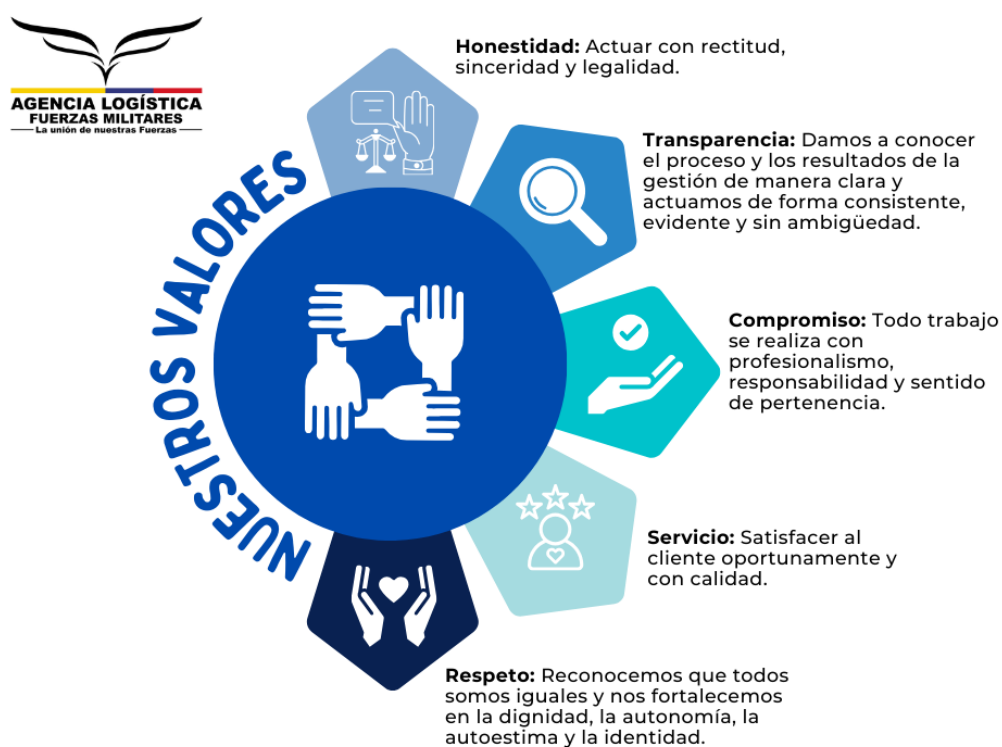 AGENCIA LOGÍSTICA
FUERZAS MILITARES
La unión de nuestras Fuerzas
NUESTROS VALORES
Honestidad: Actuar con rectitud,
sinceridad y legalidad.
Transparencia: Damos a conocer
el proceso y los resultados de la
gestión de manera clara y
actuamos de forma consistente,
evidente y sin ambigüedad.
Compromiso: Todo trabajo
se realiza con
profesionalismo,
responsabilidad y sentido
de pertenencia.
Servicio: Satisfacer al
cliente oportunamente y
con calidad.
Respeto: Reconocemos que todos
somos iguales y nos fortalecemos
en la dignidad, la autonomía, la
autoestima y la identidad.